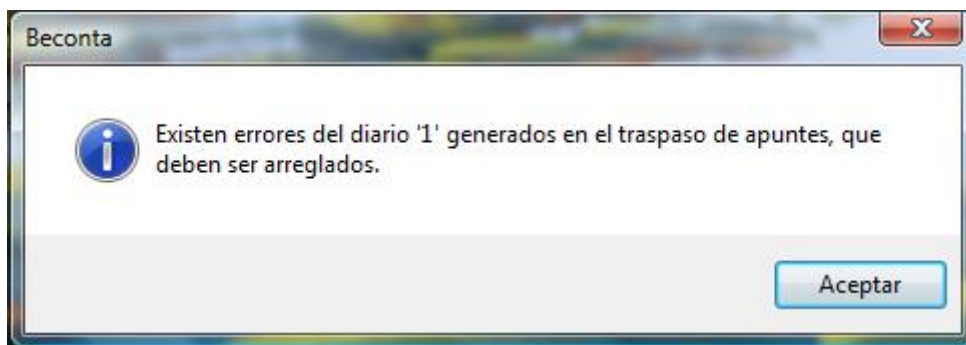 Beconta
Existen errores del diario '1' generados en el traspaso de apuntes, que
deben ser arreglados.
Aceptar